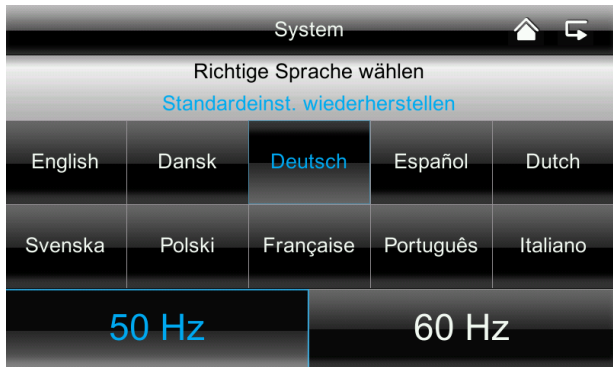 System
Richtige Sprache wählen
Standardeinst. wiederherstellen
English Dansk Deutsch Español Dutch
Svenska Polski Française Português Italiano
50 Hz 60 Hz